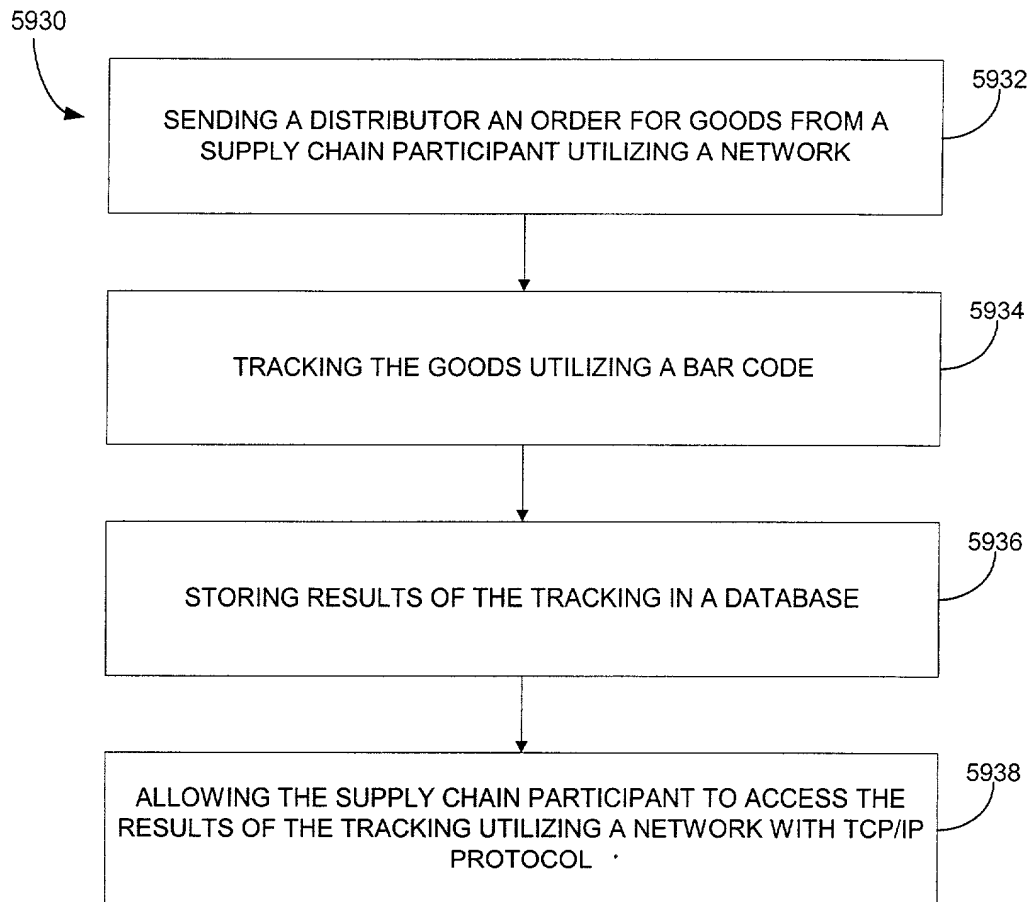 5930
5932
SENDING A DISTRIBUTOR AN ORDER FOR GOODS FROM A
SUPPLY CHAIN PARTICIPANT UTILIZING A NETWORK
5934
TRACKING THE GOODS UTILIZING A BAR CODE
5936
STORING RESULTS OF THE TRACKING IN A DATABASE
5938
ALLOWING THE SUPPLY CHAIN PARTICIPANT TO ACCESS THE
RESULTS OF THE TRACKING UTILIZING A NETWORK WITH TCP/IP
PROTOCOL